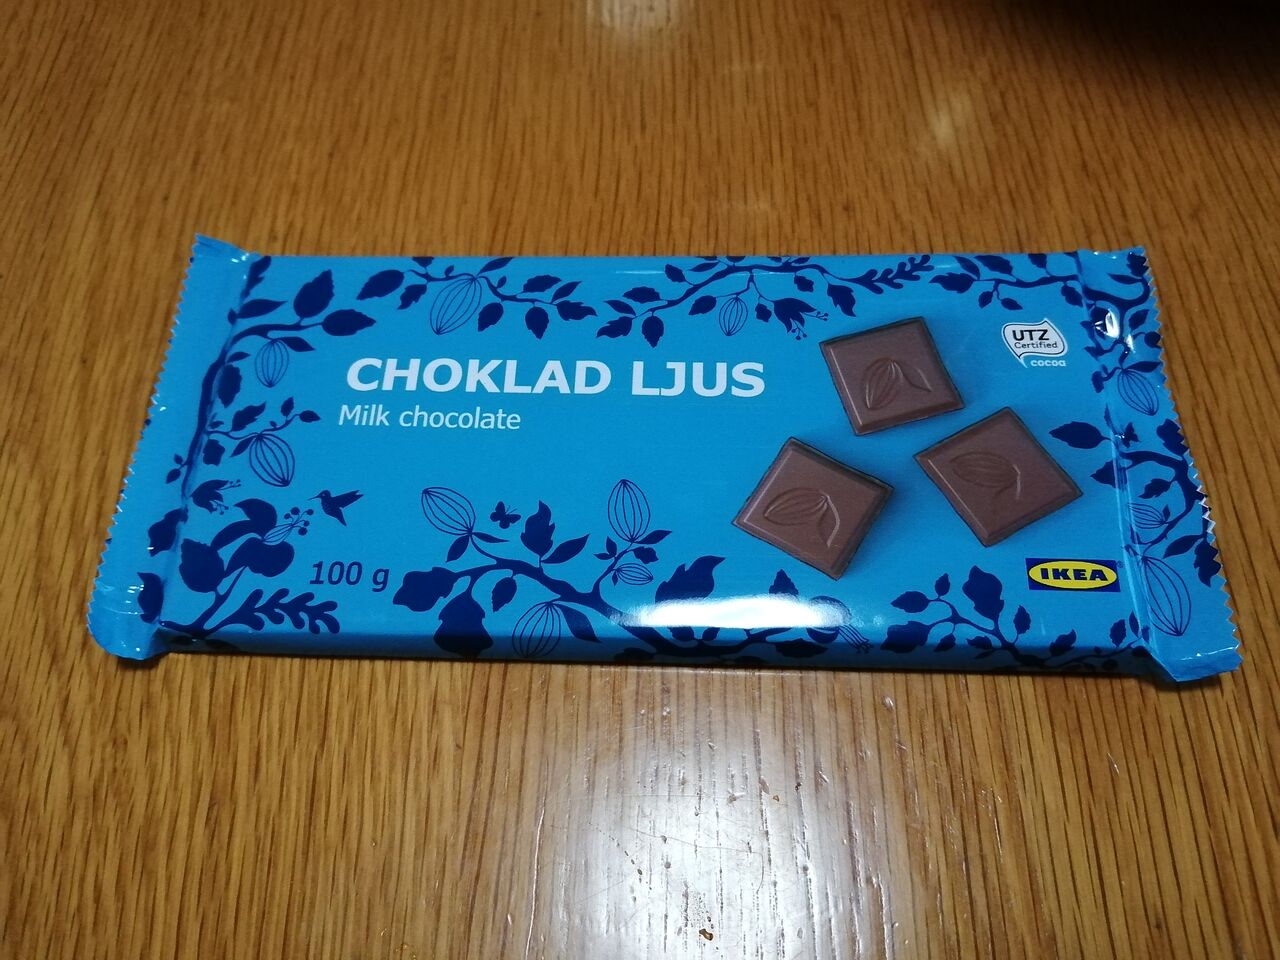 CHOKLAD LJUS
Milk chocolate
UTZ
Certified
cocoa
100 g
IKEA